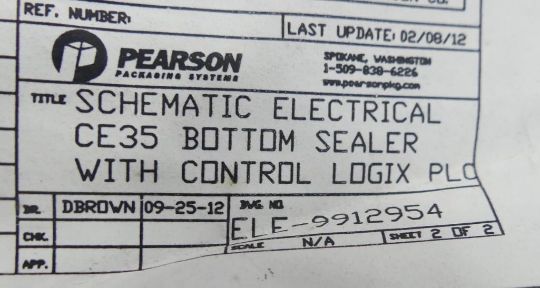 REF. NUMBER:
LAST UPDATE: 02/08/12
PEARSON
PACKAGING SYSTEMS
SPOKANE, WASHINGTON
1-509-838-6226
www.pearsonpkg.com
TITLE SCHEMATIC ELECTRICAL
CE35 BOTTOM SEALER
WITH CONTROL LOGIX PLC
DR. DBROWN 09-25-12 DWG. NO
ELE-9912954
CHK.
SCALE N/A SHEET 2 OF 2
APP.